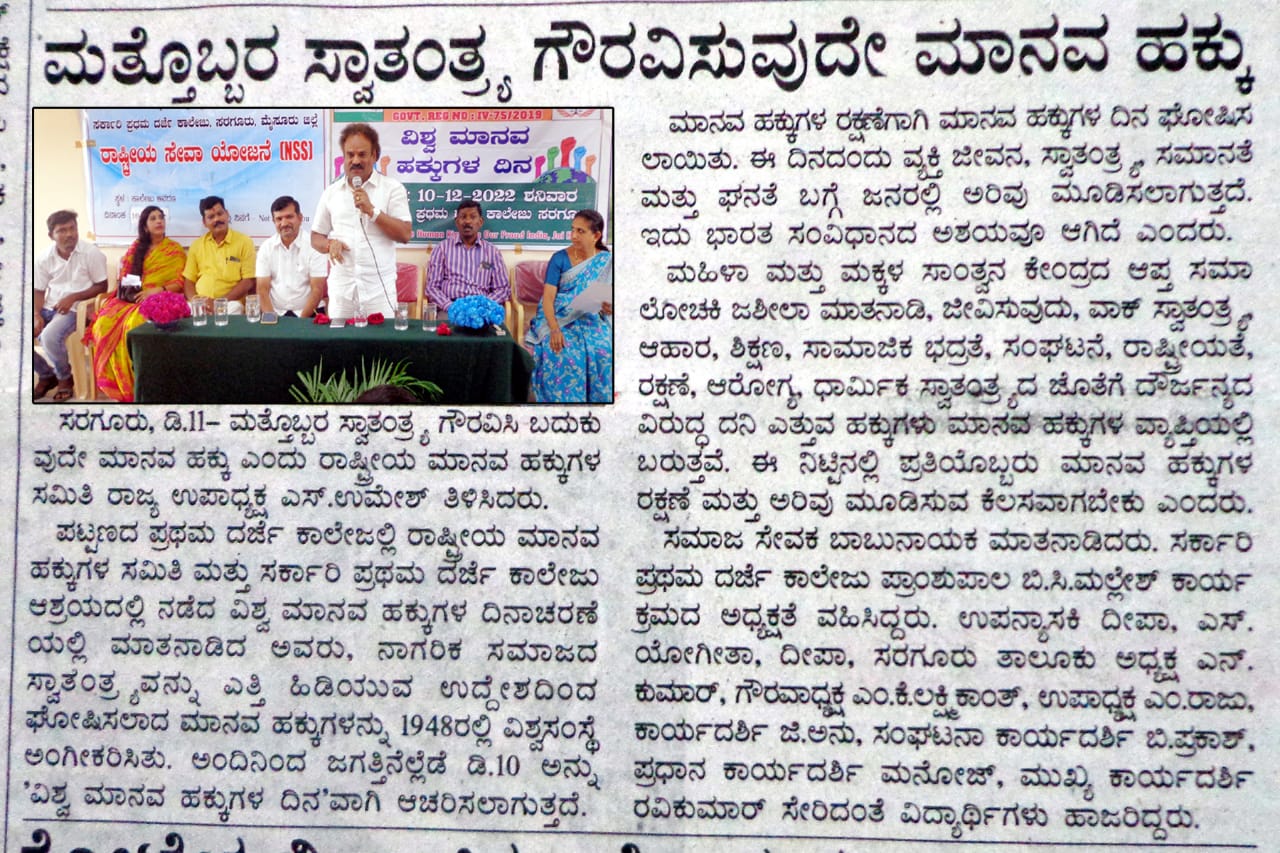 ಮತ್ತೊಬ್ಬರ ಸ್ವಾತಂತ್ರ್ಯ ಗೌರವಿಸುವುದೇ ಮಾನವ ಹಕ್ಕು
ಸರ್ಕಾರಿ ಪ್ರಥಮ ದರ್ಜೆ ಕಾಲೇಜು, ಸರಗೂರು, ಮೈಸೂರು ಜಿಲ್ಲೆ
ರಾಷ್ಟ್ರೀಯ ಸೇವಾ ಯೋಜನೆ (NSS)
ಸ್ಥಳ : ಕಾಲೇಜು ಆವರಣ
ದಿನಾಂಕ
GOVT. REG NO : IV-75/2019
ವಿಶ್ವ ಮಾನವ
ಹಕ್ಕುಗಳ ದಿನ
: 10-12-2022 ಶನಿವಾರ
ಪ್ರಥಮ ದರ್ಜೆ ಕಾಲೇಜು ಸರಗೂರು
Human Our Proud India, Jai
ಸರಗೂರು, ಡಿ.11– ಮತ್ತೊಬ್ಬರ ಸ್ವಾತಂತ್ರ್ಯ ಗೌರವಿಸಿ ಬದುಕು
ವುದೇ ಮಾನವ ಹಕ್ಕು ಎಂದು ರಾಷ್ಟ್ರೀಯ ಮಾನವ ಹಕ್ಕುಗಳ
ಸಮಿತಿ ರಾಜ್ಯ ಉಪಾಧ್ಯಕ್ಷ ಎಸ್.ಉಮೇಶ್ ತಿಳಿಸಿದರು.
ಪಟ್ಟಣದ ಪ್ರಥಮ ದರ್ಜೆ ಕಾಲೇಜಲ್ಲಿ ರಾಷ್ಟ್ರೀಯ ಮಾನವ
ಹಕ್ಕುಗಳ ಸಮಿತಿ ಮತ್ತು ಸರ್ಕಾರಿ ಪ್ರಥಮ ದರ್ಜೆ ಕಾಲೇಜು
ಆಶ್ರಯದಲ್ಲಿ ನಡೆದ ವಿಶ್ವ ಮಾನವ ಹಕ್ಕುಗಳ ದಿನಾಚರಣೆ
ಯಲ್ಲಿ ಮಾತನಾಡಿದ ಅವರು, ನಾಗರಿಕ ಸಮಾಜದ
ಸ್ವಾತಂತ್ರ್ಯವನ್ನು ಎತ್ತಿ ಹಿಡಿಯುವ ಉದ್ದೇಶದಿಂದ
ಘೋಷಿಸಲಾದ ಮಾನವ ಹಕ್ಕುಗಳನ್ನು 1948ರಲ್ಲಿ ವಿಶ್ವಸಂಸ್ಥೆ
ಅಂಗೀಕರಿಸಿತು. ಅಂದಿನಿಂದ ಜಗತ್ತಿನೆಲ್ಲೆಡೆ ಡಿ.10 ಅನ್ನು
'ವಿಶ್ವ ಮಾನವ ಹಕ್ಕುಗಳ ದಿನ'ವಾಗಿ ಆಚರಿಸಲಾಗುತ್ತದೆ.
ಮಾನವ ಹಕ್ಕುಗಳ ರಕ್ಷಣೆಗಾಗಿ ಮಾನವ ಹಕ್ಕುಗಳ ದಿನ ಘೋಷಿಸ
ಲಾಯಿತು. ಈ ದಿನದಂದು ವ್ಯಕ್ತಿ ಜೀವನ, ಸ್ವಾತಂತ್ರ್ಯ, ಸಮಾನತೆ
ಮತ್ತು ಘನತೆ ಬಗ್ಗೆ ಜನರಲ್ಲಿ ಅರಿವು ಮೂಡಿಸಲಾಗುತ್ತದೆ.
ಇದು ಭಾರತ ಸಂವಿಧಾನದ ಅಶಯವೂ ಆಗಿದೆ ಎಂದರು.
ಮಹಿಳಾ ಮತ್ತು ಮಕ್ಕಳ ಸಾಂತ್ವನ ಕೇಂದ್ರದ ಆಪ್ತ ಸಮಾ
ಲೋಚಕಿ ಜಶೀಲಾ ಮಾತನಾಡಿ, ಜೀವಿಸುವುದು, ವಾಕ್ ಸ್ವಾತಂತ್ರ್ಯ,
ಆಹಾರ, ಶಿಕ್ಷಣ, ಸಾಮಾಜಿಕ ಭದ್ರತೆ, ಸಂಘಟನೆ, ರಾಷ್ಟ್ರೀಯತೆ,
ರಕ್ಷಣೆ, ಆರೋಗ್ಯ, ಧಾರ್ಮಿಕ ಸ್ವಾತಂತ್ರ್ಯದ ಜೊತೆಗೆ ದೌರ್ಜನ್ಯದ
ವಿರುದ್ಧ ದನಿ ಎತ್ತುವ ಹಕ್ಕುಗಳು ಮಾನವ ಹಕ್ಕುಗಳ ವ್ಯಾಪ್ತಿಯಲ್ಲಿ
ಬರುತ್ತವೆ. ಈ ನಿಟ್ಟಿನಲ್ಲಿ ಪ್ರತಿಯೊಬ್ಬರು ಮಾನವ ಹಕ್ಕುಗಳ
ರಕ್ಷಣೆ ಮತ್ತು ಅರಿವು ಮೂಡಿಸುವ ಕೆಲಸವಾಗಬೇಕು ಎಂದರು.
ಸಮಾಜ ಸೇವಕ ಬಾಬುನಾಯಕ ಮಾತನಾಡಿದರು. ಸರ್ಕಾರಿ
ಪ್ರಥಮ ದರ್ಜೆ ಕಾಲೇಜು ಪ್ರಾಂಶುಪಾಲ ಬಿ.ಸಿ.ಮಲ್ಲೇಶ್ ಕಾರ್ಯ
ಕ್ರಮದ ಅಧ್ಯಕ್ಷತೆ ವಹಿಸಿದ್ದರು. ಉಪನ್ಯಾಸಕಿ ದೀಪಾ, ಎಸ್.
ಯೋಗೀತಾ, ದೀಪಾ, ಸರಗೂರು ತಾಲೂಕು ಅಧ್ಯಕ್ಷ ಎನ್.
ಕುಮಾರ್, ಗೌರವಾಧ್ಯಕ್ಷ ಎಂ.ಕೆ.ಲಕ್ಷ್ಮಿಕಾಂತ್, ಉಪಾಧ್ಯಕ್ಷ ಎಂ.ರಾಜು,
ಕಾರ್ಯದರ್ಶಿ ಜಿ.ಅನು, ಸಂಘಟನಾ ಕಾರ್ಯದರ್ಶಿ ಬಿ.ಪ್ರಕಾಶ್,
ಪ್ರಧಾನ ಕಾರ್ಯದರ್ಶಿ ಮನೋಜ್, ಮುಖ್ಯ ಕಾರ್ಯದರ್ಶಿ
ರವಿಕುಮಾರ್ ಸೇರಿದಂತೆ ವಿದ್ಯಾರ್ಥಿಗಳು ಹಾಜರಿದ್ದರು.